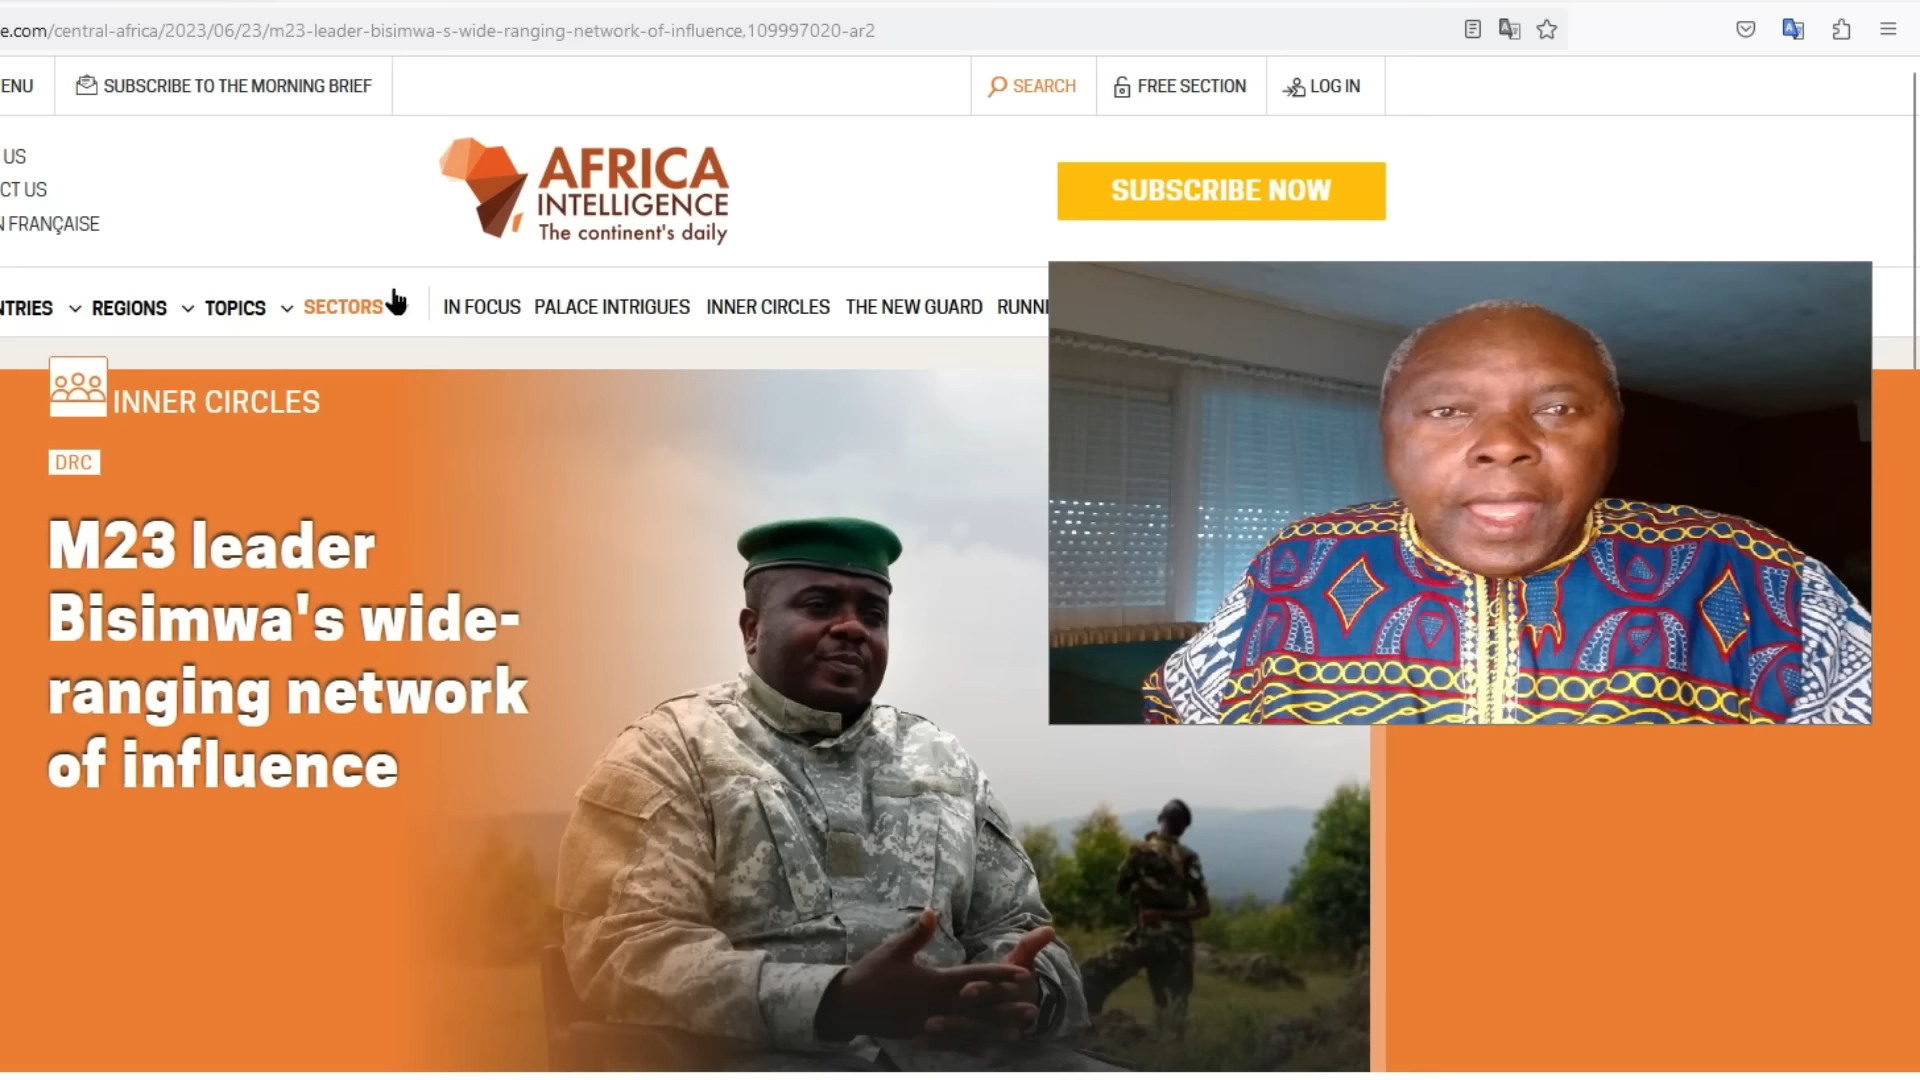 e.com/central-africa/2023/06/23/m23-leader-bisimwa-s-wide-ranging-network-of-influence,109997020-ar2
ENU
SUBSCRIBE TO THE MORNING BRIEF
SEARCH
FREE SECTION
LOG IN
US
CT US
N FRANÇAISE
AFRICA
INTELLIGENCE
The continent's daily
SUBSCRIBE NOW
NTRIES REGIONS TOPICS SECTORS IN FOCUS PALACE INTRIGUES INNER CIRCLES THE NEW GUARD RUNNI
INNER CIRCLES
DRC
M23 leader
Bisimwa's wide-
ranging network
of influence